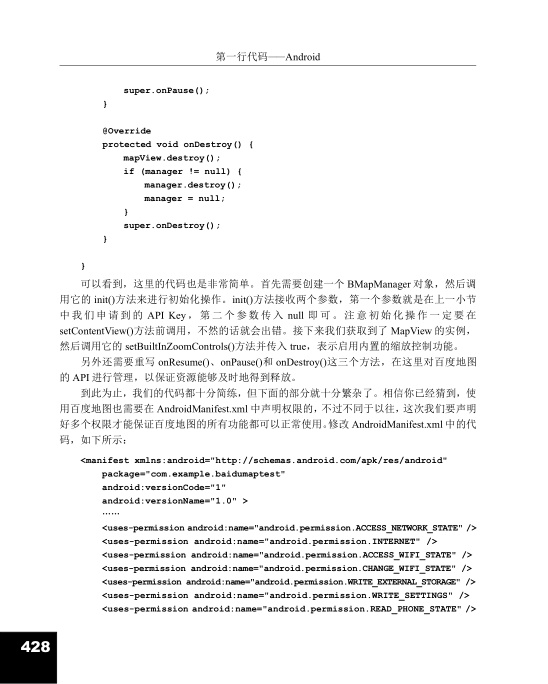 第一行代码——Android
super.onPause();
}
@Override
protected void onDestroy() {
mapView.destroy();
if (manager != null) {
manager.destroy();
manager = null;
}
super.onDestroy();
}
}
可以看到，这里的代码也是非常简单。首先需要创建一个 BMapManager 对象，然后调
用它的 init()方法来进行初始化操作。init()方法接收两个参数，第一个参数就是在上一小节
中我们申请到的 API Key，第二个参数传入 null 即可。注意初始化操作一定要在
setContentView()方法前调用，不然的话就会出错。接下来我们获取到了 MapView 的实例，
然后调用它的 setBuiltInZoomControls()方法并传入 true，表示启用内置的缩放控制功能。
另外还需要重写 onResume()、onPause()和 onDestroy()这三个方法，在这里对百度地图
的 API 进行管理，以保证资源能够及时地得到释放。
到此为止，我们的代码都十分简练，但下面的部分就十分繁杂了。相信你已经猜到，使
用百度地图也需要在 AndroidManifest.xml 中声明权限的，不过不同于以往，这次我们要声明
好多个权限才能保证百度地图的所有功能都可以正常使用。修改 AndroidManifest.xml 中的代
码，如下所示：
<manifest xmlns:android="http://schemas.android.com/apk/res/android"
package="com.example.baidumaptest"
android:versionCode="1"
android:versionName="1.0" >
……
<uses-permission android:name="android.permission.ACCESS_NETWORK_STATE" />
<uses-permission android:name="android.permission.INTERNET" />
<uses-permission android:name="android.permission.ACCESS_WIFI_STATE" />
<uses-permission android:name="android.permission.CHANGE_WIFI_STATE" />
<uses-permission android:name="android.permission.WRITE_EXTERNAL_STORAGE" />
<uses-permission android:name="android.permission.WRITE_SETTINGS" />
<uses-permission android:name="android.permission.READ_PHONE_STATE" />
428